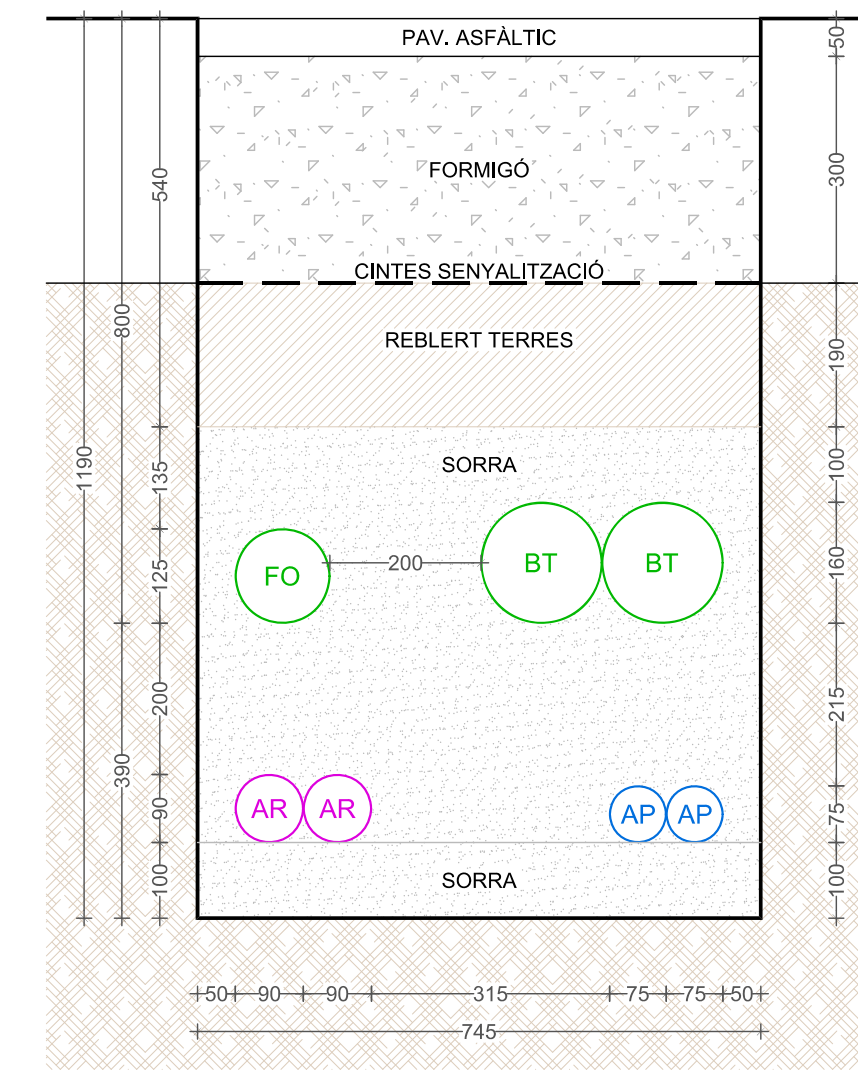 PAV. ASFÀLTIC
50
540
FORMIGÓ
300
CINTES SENYALITZACIÓ
800
REBLERT TERRES
190
1190
135
SORRA
100
125
FO
200
BT
BT
160
200
215
390
90
AR
AR
AP
AP
75
100
SORRA
100
50
90
90
315
75
75
50
745